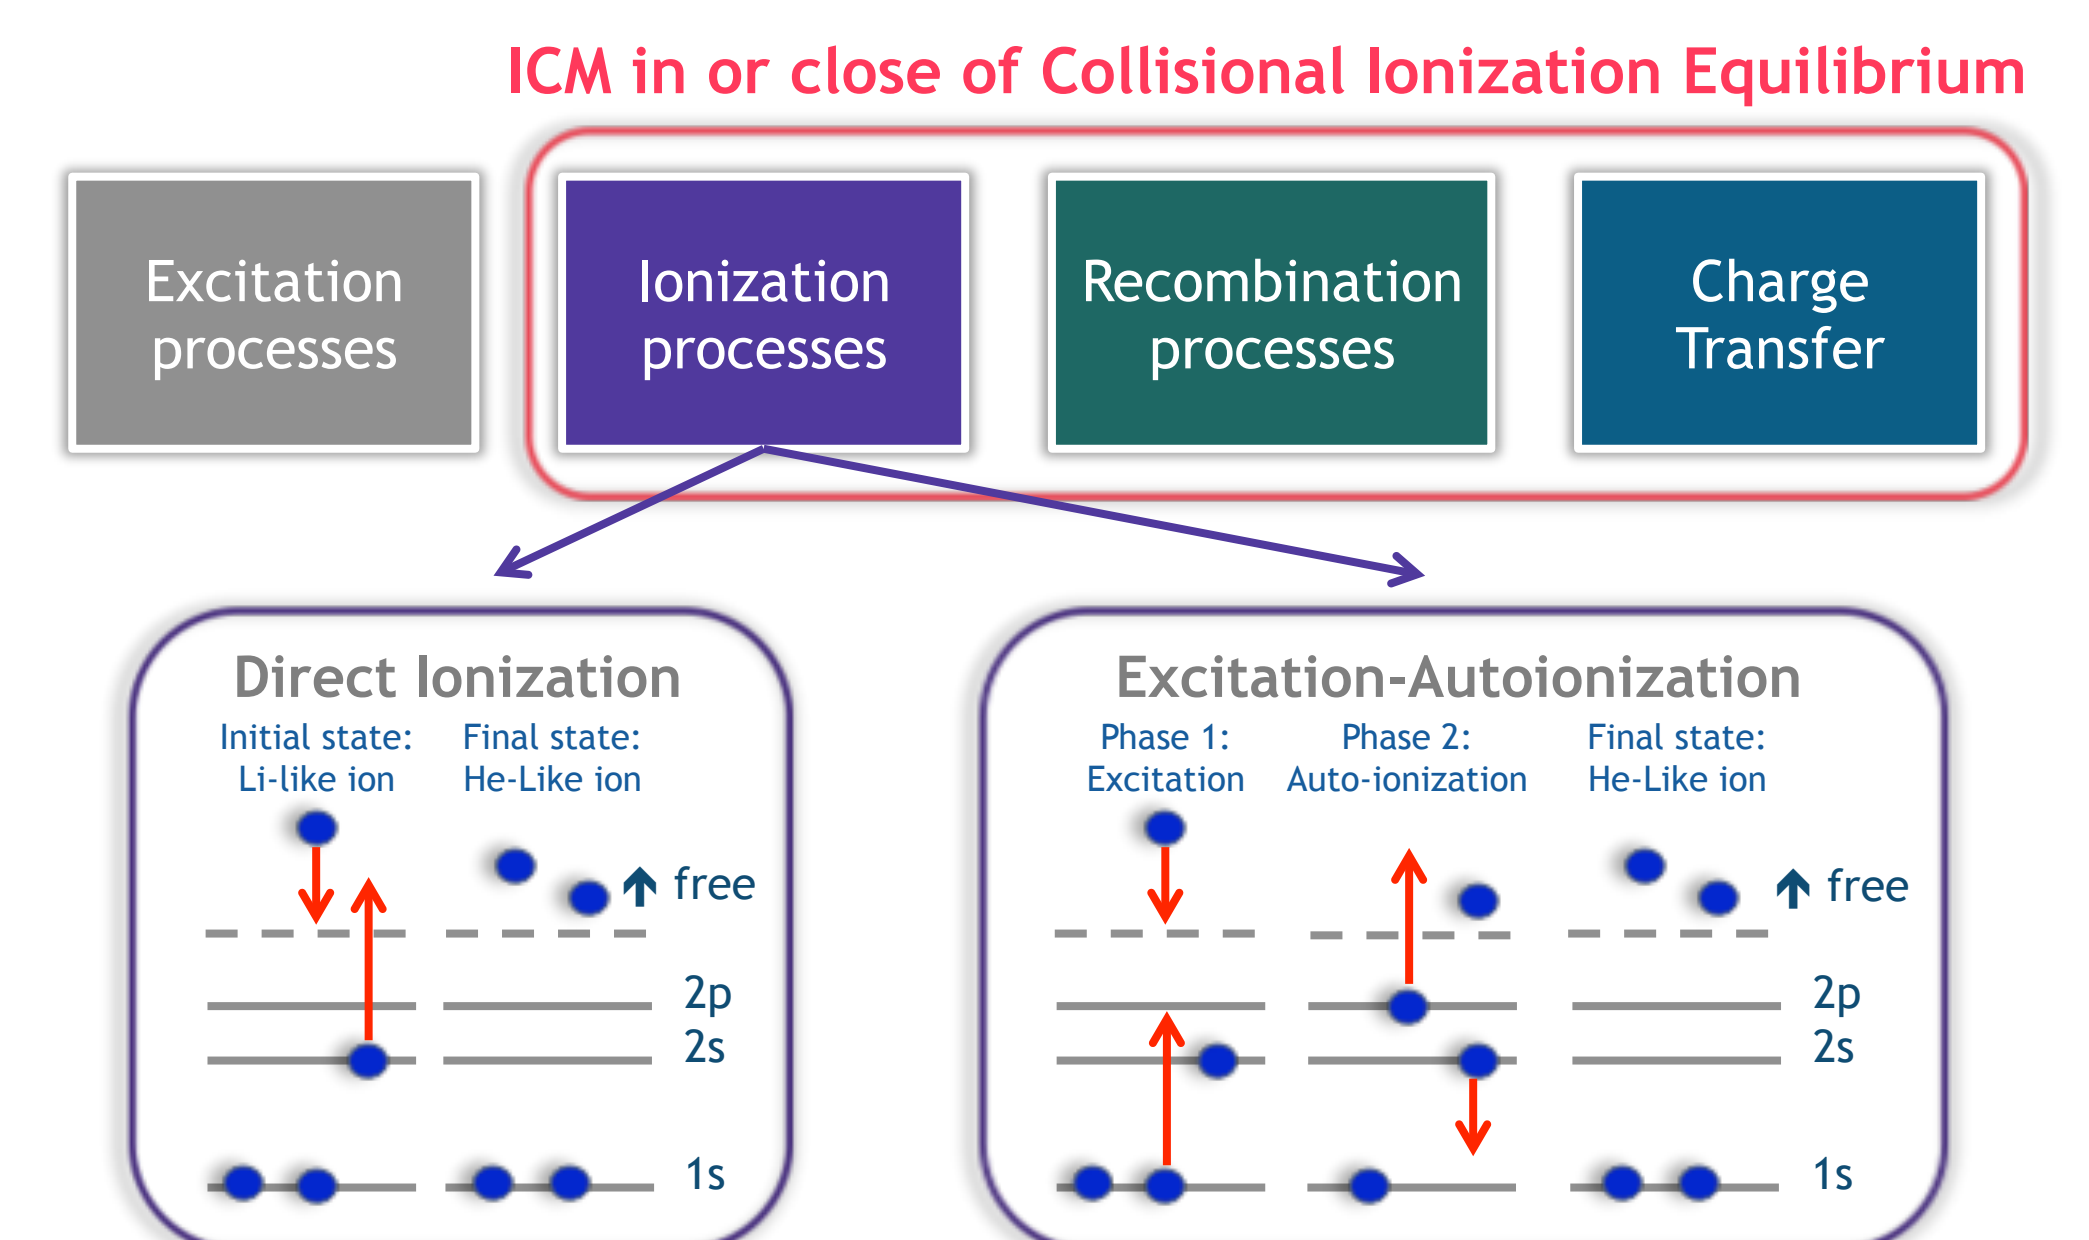 ICM in or close of Collisional Ionization Equilibrium
Excitation
processes
Ionization
processes
Recombination
processes
Charge
Transfer
Direct Ionization
Initial state:
Li-like ion
Final state:
He-Like ion
free
2p
2s
1s
Excitation-Autoionization
Phase 1:
Excitation
Phase 2:
Auto-ionization
Final state:
He-Like ion
free
2p
2s
1s